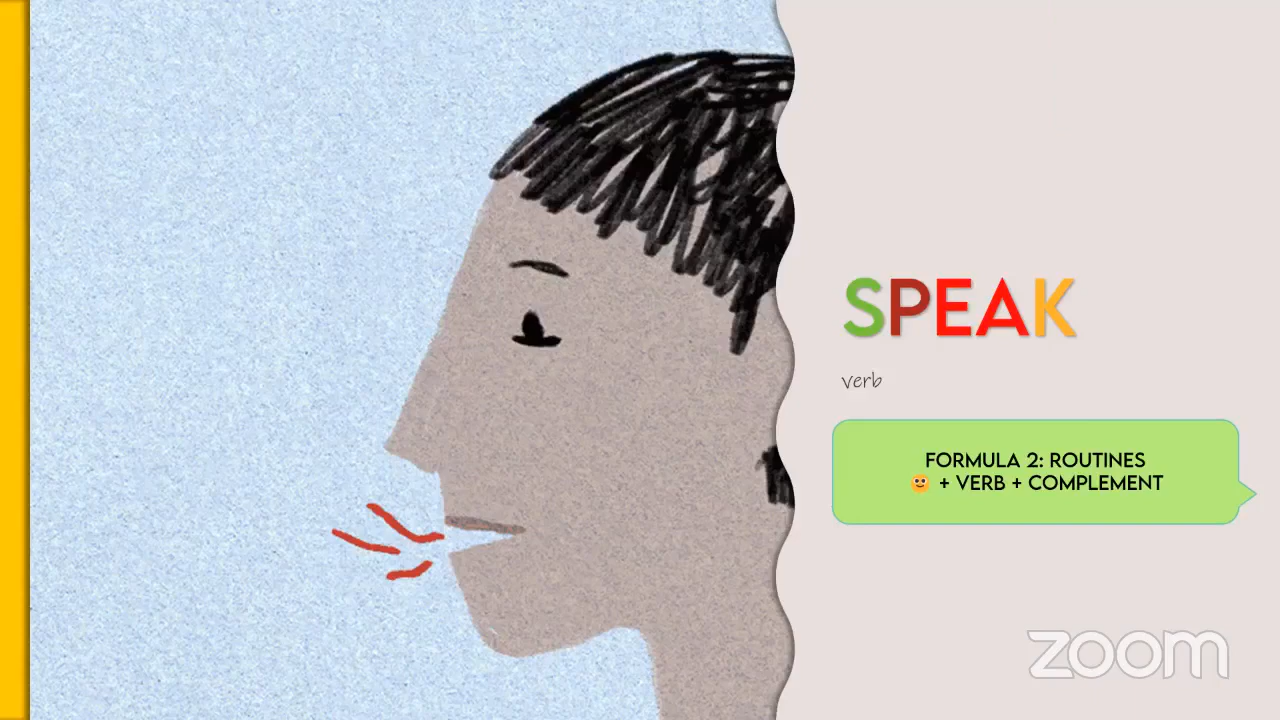 SPEAK
verb
FORMULA 2: ROUTINES
🙂 + VERB + COMPLEMENT
zoom